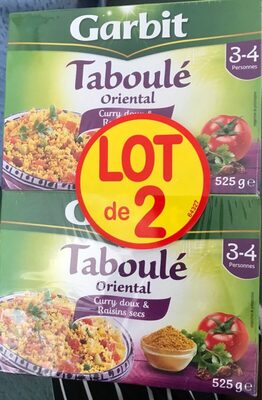 Garbit
3-4
Personnes
Taboulé
Oriental
Curry doux &
525 g e
LOT
de 2
64227
3-4
Personnes
Taboulé
Oriental
Curry doux &
Raisins secs
525 g e